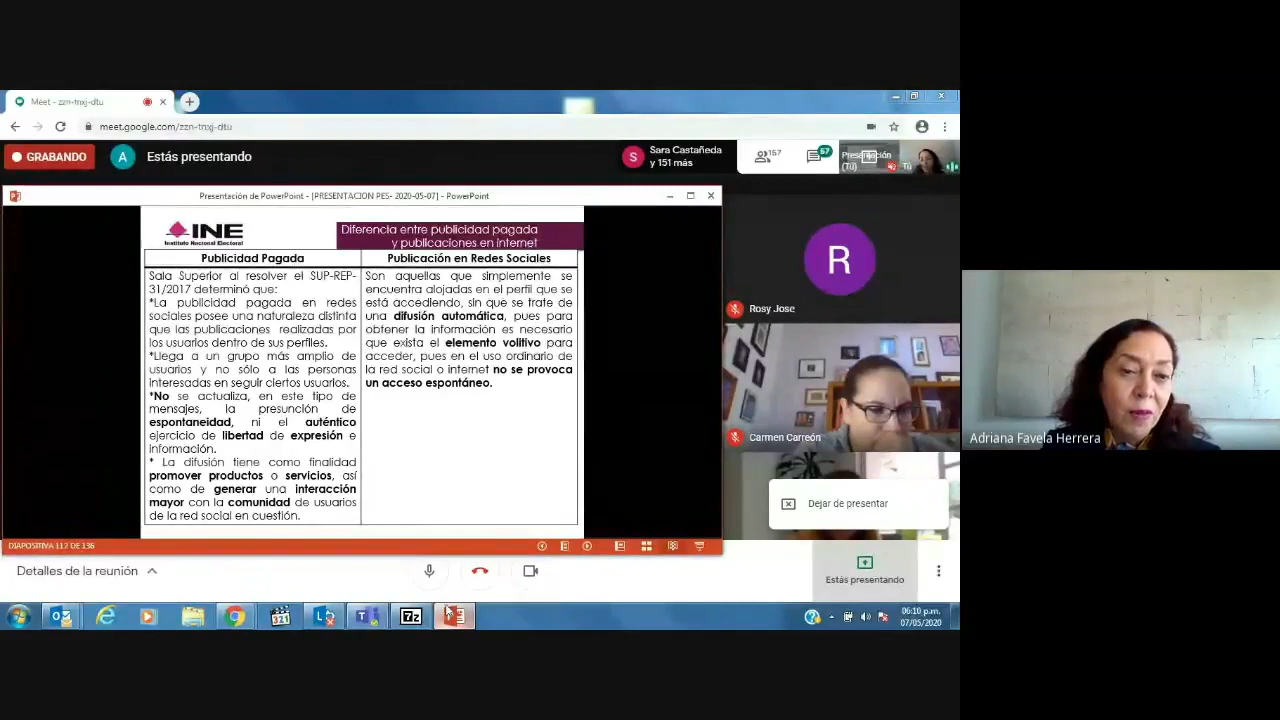 Meet - zzn-tnxj-dtu
meet.google.com/zzn-tnxj-dtu
GRABANDO
A
Estás presentando
S
Sara Castañeda
y 151 más
157
57
Presentación
(Tú)
Tú
Presentación de PowerPoint - [PRESENTACION PES- 2020-05-07] - PowerPoint
INE
Instituto Nacional Electoral
Diferencia entre publicidad pagada
y publicaciones en internet
Publicidad Pagada
Sala Superior al resolver el SUP-REP-
31/2017 determinó que:
*La publicidad pagada en redes
sociales posee una naturaleza distinta
que las publicaciones realizadas por
los usuarios dentro de sus perfiles.
*Llega a un grupo más amplio de
usuarios y no sólo a las personas
interesadas en seguir ciertos usuarios.
*No se actualiza, en este tipo de
mensajes, la presunción de
espontaneidad, ni el auténtico
ejercicio de libertad de expresión e
información.
* La difusión tiene como finalidad
promover productos o servicios, así
como de generar una interacción
mayor con la comunidad de usuarios
de la red social en cuestión.
Publicación en Redes Sociales
Son aquellas que simplemente se
encuentra alojadas en el perfil que se
está accediendo, sin que se trate de
una difusión automática, pues para
obtener la información es necesario
que exista el elemento volitivo para
acceder, pues en el uso ordinario de
la red social o internet no se provoca
un acceso espontáneo.
R
Rosy Jose
Carmen Carreón
Dejar de presentar
Adriana Favela Herrera
DIAPOSITIVA 112 DE 136
Detalles de la reunión
Estás presentando
321
7z
06:10 p.m.
07/05/2020